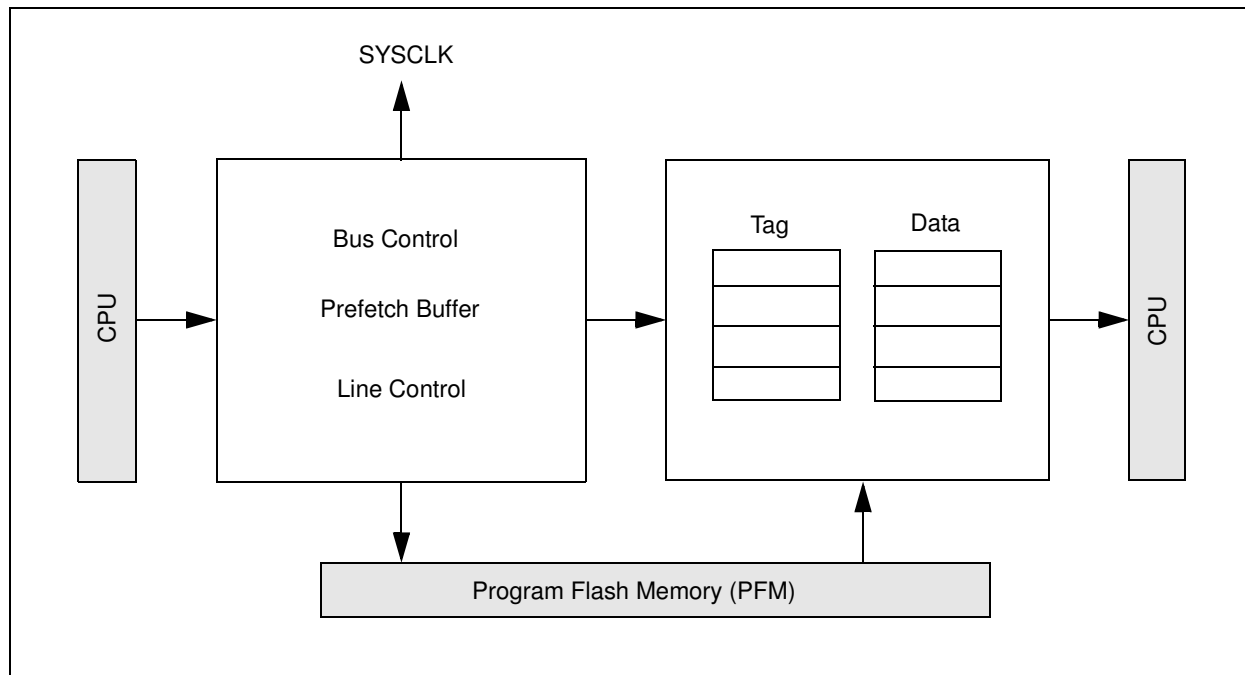 SYSCLK
CPU
Bus Control
Prefetch Buffer
Line Control
Tag
Data
CPU
Program Flash Memory (PFM)